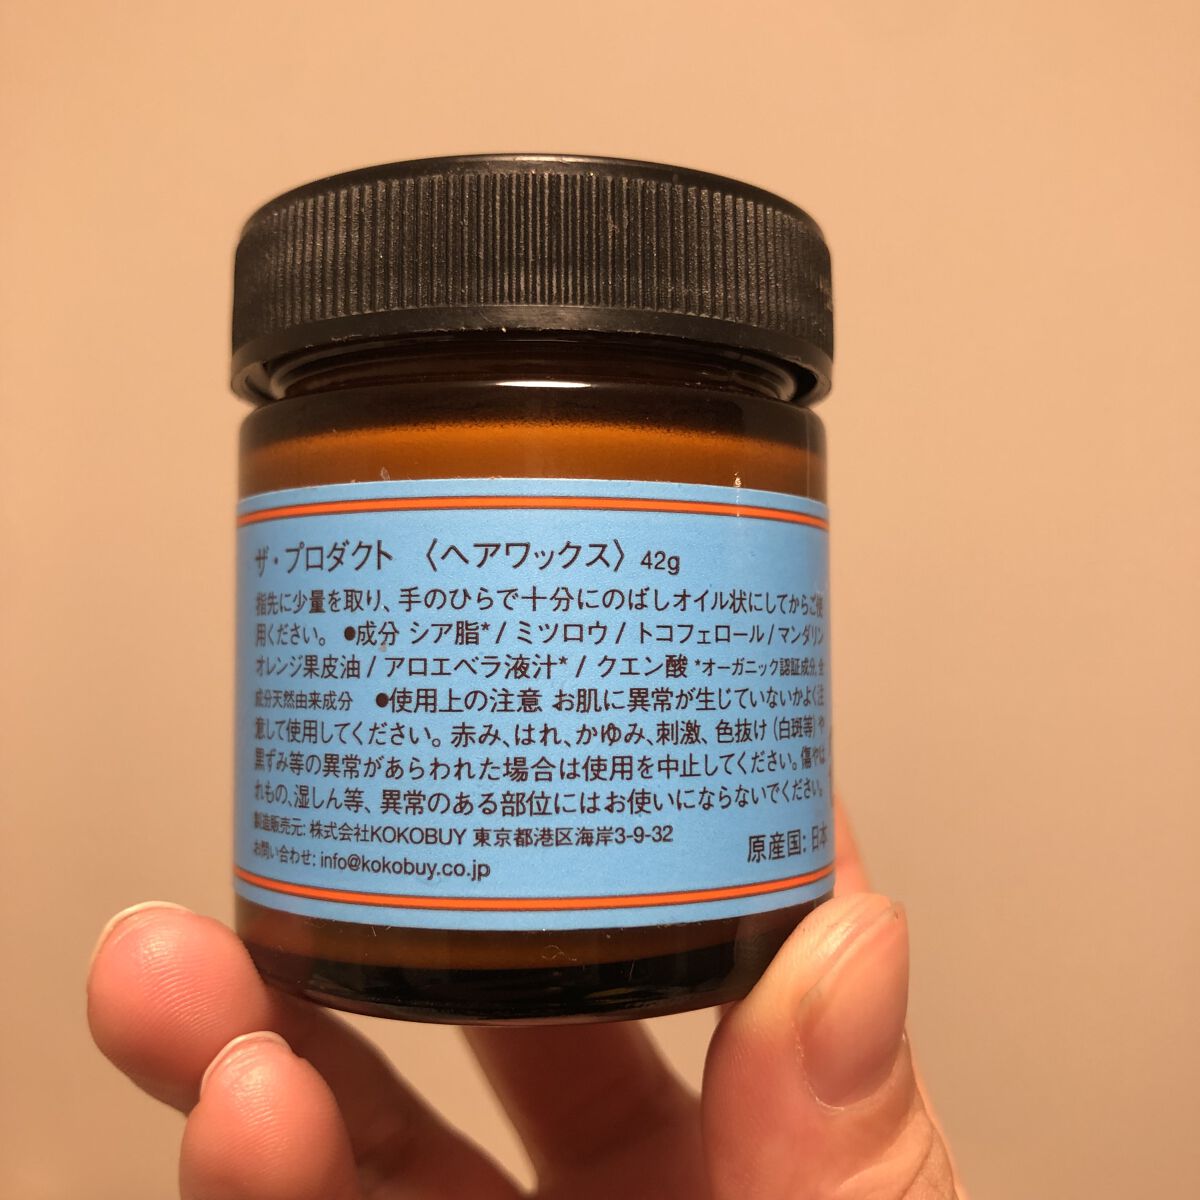 ザ・プロダクト 〈ヘアワックス〉 42g
指先に少量を取り、手のひらで十分にのばしオイル状にしてからご使
用ください。 ●成分 シア脂*/ミツロウ/トコフェロール/マンダリン
オレンジ果皮油/アロエベラ液汁*/クエン酸 *オーガニック認証成分, 全
成分天然由来成分 ●使用上の注意 お肌に異常が生じていないかよく注
意して使用してください。赤み、はれ、かゆみ、刺激、色抜け(白斑等)や
黒ずみ等の異常があらわれた場合は使用を中止してください。傷やは
れもの、湿しん等、異常のある部位にはお使いにならないでください。
製造販売元: 株式会社KOKOBUY 東京都港区海岸3-9-32
お問い合わせ: info@kokobuy.co.jp
原産国: 日本